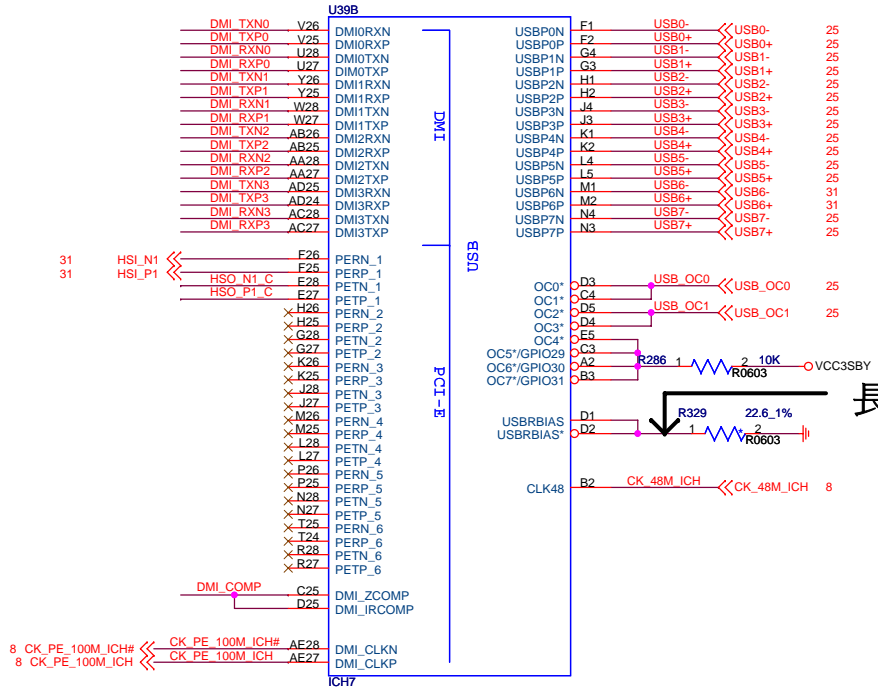 U39B
DMI_TXN0 V26 DMI0RXN USBP0N F1 USB0- USB0- 25
DMI_TXP0 V25 DMI0RXP USBP0P F2 USB0+ USB0+ 25
DMI_RXN0 U28 DMI0TXN USBP1N G4 USB1- USB1- 25
DMI_RXP0 U27 DIM0TXP USBP1P G3 USB1+ USB1+ 25
DMI_TXN1 Y26 DMI1RXN USBP2N H1 USB2- USB2- 25
DMI_TXP1 Y25 DMI1RXP USBP2P H2 USB2+ USB2+ 25
DMI_RXN1 W28 DMI1TXN USBP3N J4 USB3- USB3- 25
DMI_RXP1 W27 DMI1TXP USBP3P J3 USB3+ USB3+ 25
DMI_TXN2 AB26 DMI2RXN USBP4N K1 USB4- USB4- 25
DMI_TXP2 AB25 DMI2RXP USBP4P K2 USB4+ USB4+ 25
DMI_RXN2 AA28 DMI2TXN USBP5N L4 USB5- USB5- 25
DMI_RXP2 AA27 DMI2TXP USBP5P L5 USB5+ USB5+ 25
DMI_TXN3 AD25 DMI3RXN USBP6N M1 USB6- USB6- 31
DMI_TXP3 AD24 DMI3RXP USBP6P M2 USB6+ USB6+ 31
DMI_RXN3 AC28 DMI3TXN USBP7N N4 USB7- USB7- 25
DMI_RXP3 AC27 DMI3TXP USBP7P N3 USB7+ USB7+ 25
DMI
USB
31 HSI_N1 F26 PERN_1
31 HSI_P1 F25 PERP_1
HSO_N1_C E28 PETN_1 OC0* D3 USB_OC0 USB_OC0 25
HSO_P1_C E27 PETP_1 OC1* C4
H26 PERN_2 OC2* D5 USB_OC1 USB_OC1 25
H25 PERP_2 OC3* D4
G28 PETN_2 OC4* E5
G27 PETP_2 OC5*/GPIO29 C3
K26 PERN_3 OC6*/GPIO30 A2 R286 1 2 10K VCC3SBY
K25 PERP_3 OC7*/GPIO31 B3 R0603
J28 PETN_3
J27 PETP_3
PCI-E
M26 PERN_4 USBRBIAS D1 R329 22.6_1% 長
M25 PERP_4 USBRBIAS* D2 1 * 2
L28 PETN_4 R0603
L27 PETP_4
P26 PERN_5
P25 PERP_5 CLK48 B2 CK_48M_ICH CK_48M_ICH 8
N28 PETN_5
N27 PETP_5
T25 PERN_6
T24 PERP_6
R28 PETN_6
R27 PETP_6
DMI_COMP C25 DMI_ZCOMP
D25 DMI_IRCOMP
8 CK_PE_100M_ICH# CK_PE_100M_ICH# AE28 DMI_CLKN
8 CK_PE_100M_ICH CK_PE_100M_ICH AE27 DMI_CLKP
ICH7